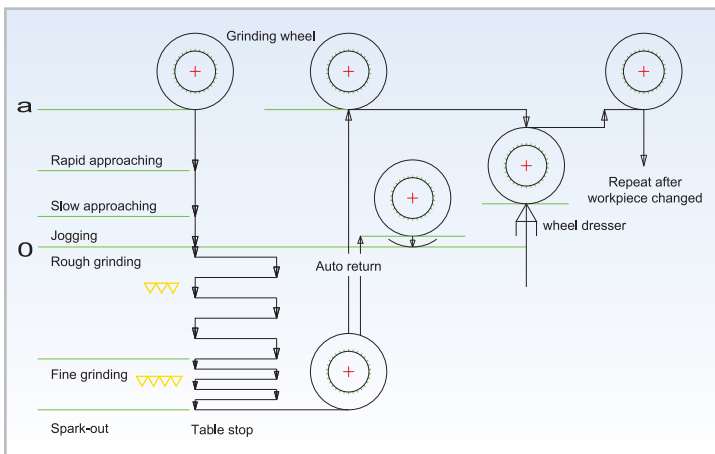 Grinding wheel
a
Rapid approaching
Slow approaching
Jogging
0
Rough grinding
Auto return
wheel dresser
Repeat after
workpiece changed
Fine grinding
Spark-out
Table stop